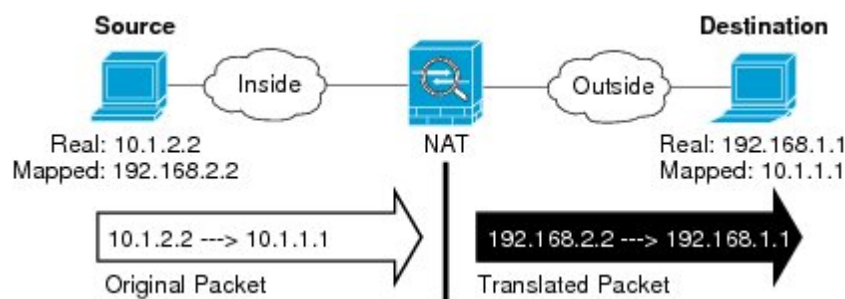 Source
Destination
Inside
Outside
Real: 10.1.2.2
Mapped: 192.168.2.2
NAT
Real: 192.168.1.1
Mapped: 10.1.1.1
10.1.2.2 ---> 10.1.1.1
192.168.2.2 ---> 192.168.1.1
Original Packet
Translated Packet